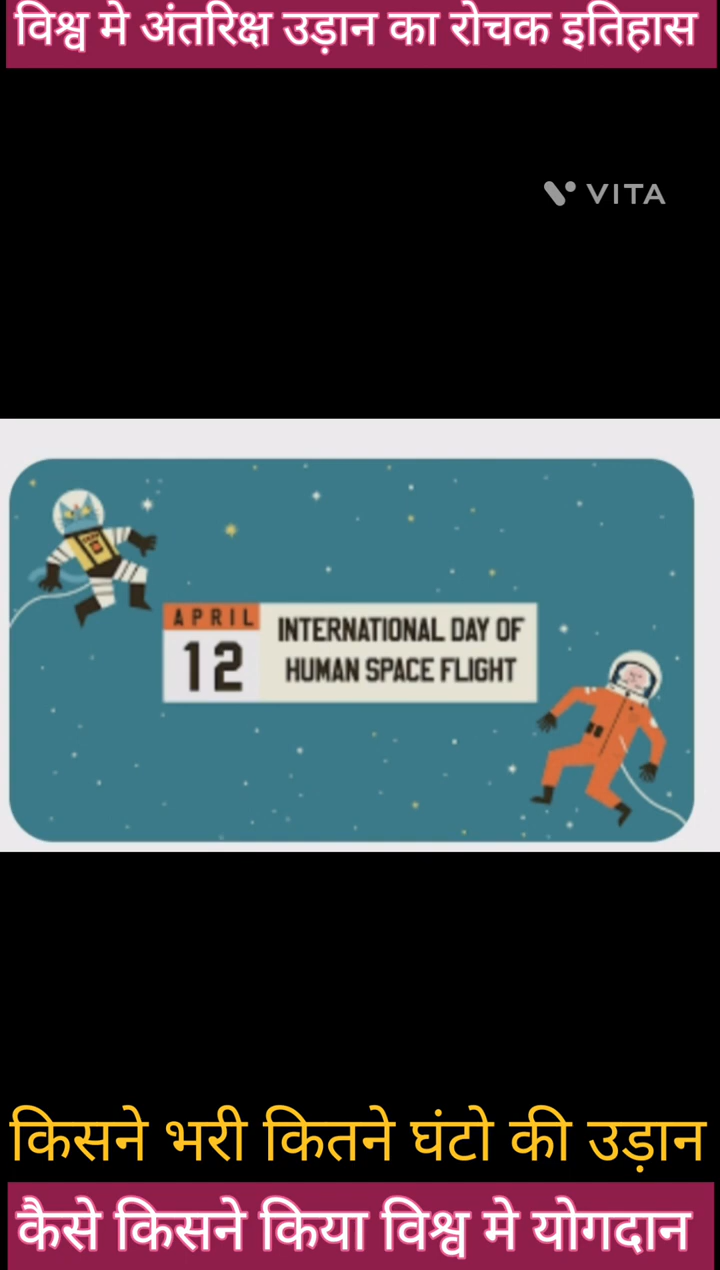 विश्व मे अंतरिक्ष उड़ान का रोचक इतिहास
VITA
APRIL
12
INTERNATIONAL DAY OF
HUMAN SPACE FLIGHT
किसने भरी कितने घंटो की उड़ान
कैसे किसने किया विश्व मे योगदान